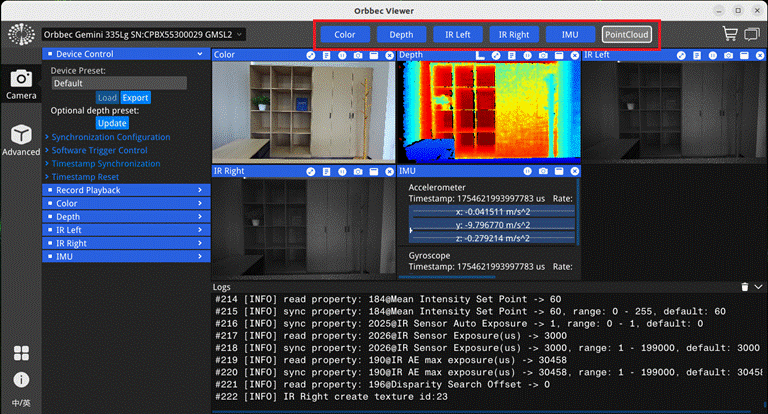 Orbbec Viewer
Orbbec Gemini 335Lg SN:CPBX55300029 GMSL2
Color
Depth
IR Left
IR Right
IMU
PointCloud
Camera
Advanced
中/英
Device Control
Device Preset:
Default
Load Export
Optional depth preset:
Update
> Synchronization Configuration
> Software Trigger Control
> Timestamp Synchronization
> Timestamp Reset
Record Playback
Color
Depth
IR Left
IR Right
IMU
Color
Depth
IR Left
IR Right
IMU
Accelerometer
Timestamp: 1754621993997783 us Rate:
x: -0.041511 m/s^2
y: -9.796770 m/s^2
z: -0.279214 m/s^2
Gyroscope
Timestamp: 1754621993997783 us Rate:
Logs
#214 [INFO] read property: 184@Mean Intensity Set Point -> 60
#215 [INFO] sync property: 184@Mean Intensity Set Point -> 60, range: 0 - 255, default: 60
#216 [INFO] sync property: 2025@IR Sensor Auto Exposure -> 1, range: 0 - 1, default: 0
#217 [INFO] read property: 2026@IR Sensor Exposure(us) -> 3000
#218 [INFO] sync property: 2026@IR Sensor Exposure(us) -> 3000, range: 1 - 199000, default: 3000
#219 [INFO] read property: 190@IR AE max exposure(us) -> 30458
#220 [INFO] sync property: 190@IR AE max exposure(us) -> 30458, range: 1 - 199000, default: 30458
#221 [INFO] read property: 196@Disparity Search Offset -> 0
#222 [INFO] IR Right create texture id:23